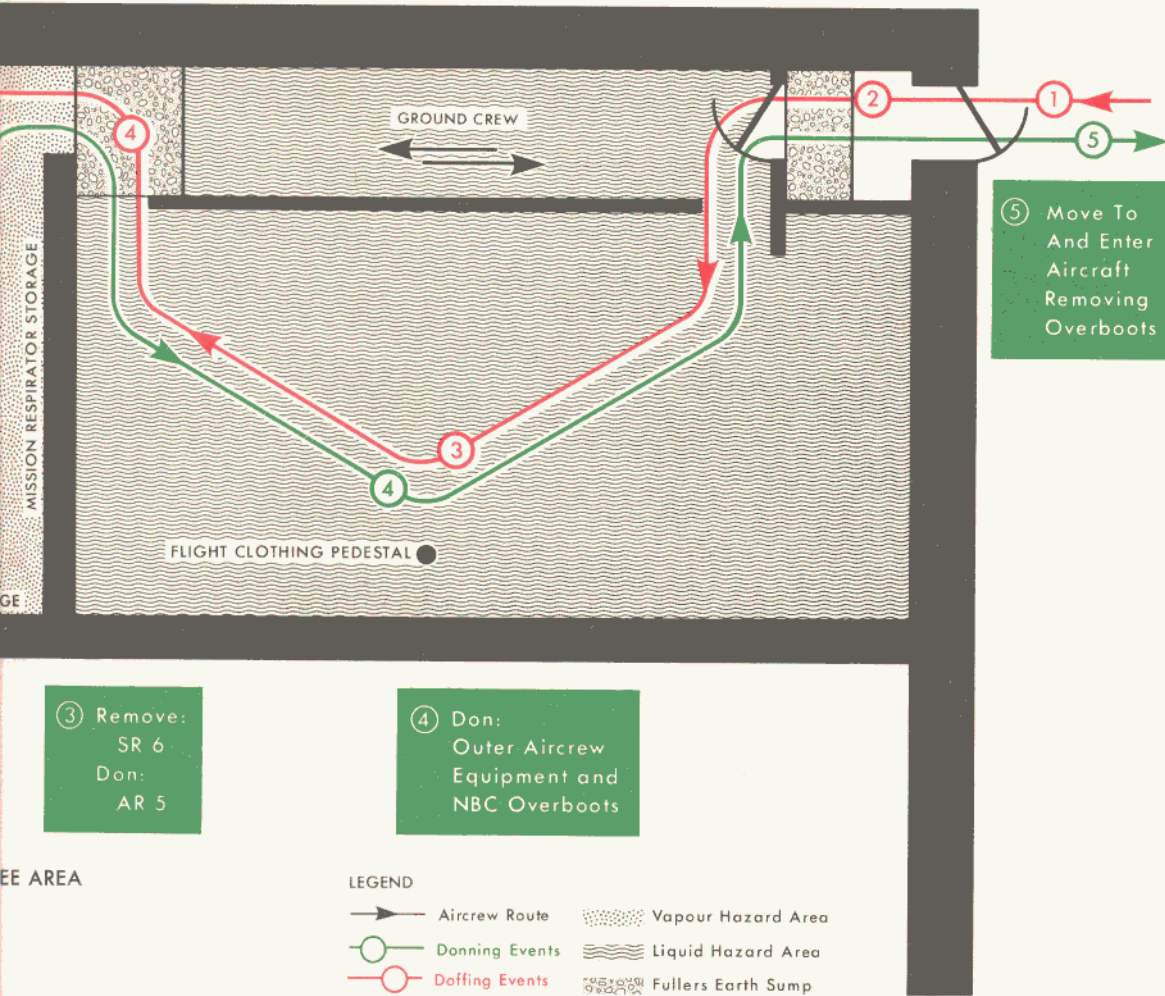 GROUND CREW
4
2
1
5
5 Move To
And Enter
Aircraft
Removing
Overboots
MISSION RESPIRATOR STORAGE
3
4
FLIGHT CLOTHING PEDESTAL
GE
3 Remove:
SR 6
Don:
AR 5
4 Don:
Outer Aircrew
Equipment and
NBC Overboots
EE AREA
LEGEND
Aircrew Route
Donning Events
Doffing Events
Vapour Hazard Area
Liquid Hazard Area
Fullers Earth Sump